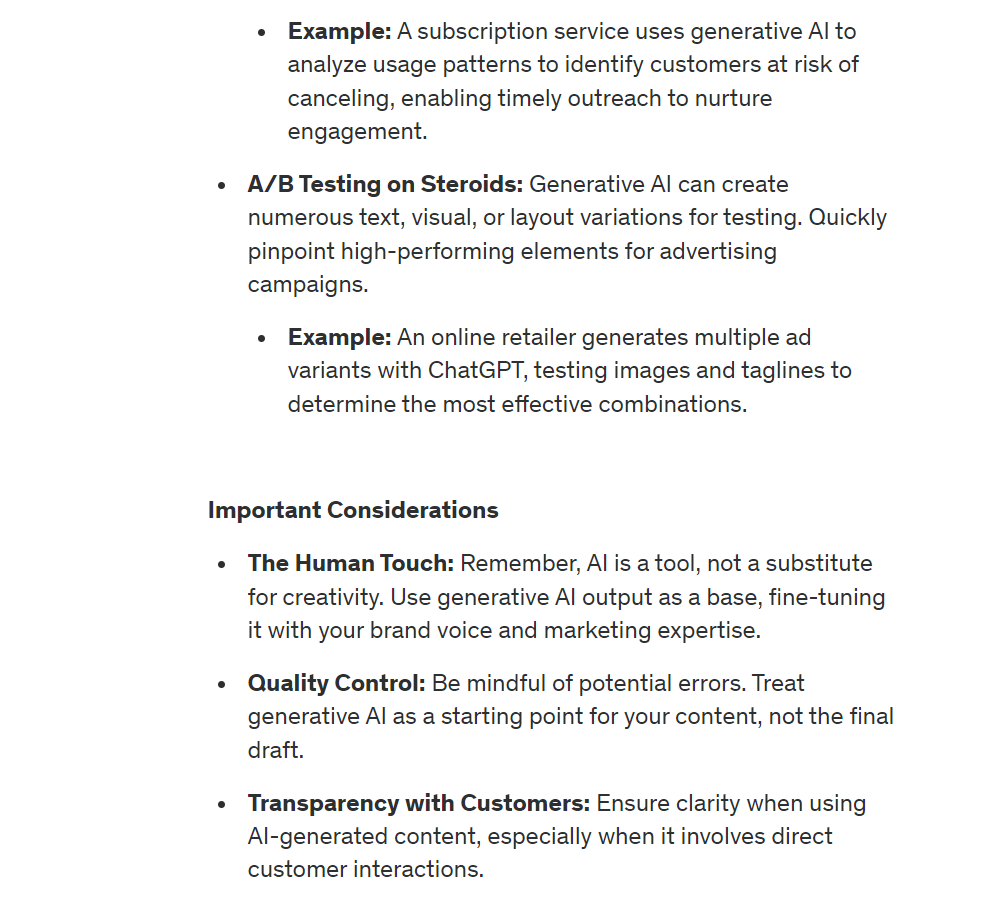 Example: A subscription service uses generative AI to
analyze usage patterns to identify customers at risk of
canceling, enabling timely outreach to nurture
engagement.
A/B Testing on Steroids: Generative AI can create
numerous text, visual, or layout variations for testing. Quickly
pinpoint high-performing elements for advertising
campaigns.
Example: An online retailer generates multiple ad
variants with ChatGPT, testing images and taglines to
determine the most effective combinations.
Important Considerations
The Human Touch: Remember, AI is a tool, not a substitute
for creativity. Use generative AI output as a base, fine-tuning
it with your brand voice and marketing expertise.
Quality Control: Be mindful of potential errors. Treat
generative AI as a starting point for your content, not the final
draft.
Transparency with Customers: Ensure clarity when using
AI-generated content, especially when it involves direct
customer interactions.